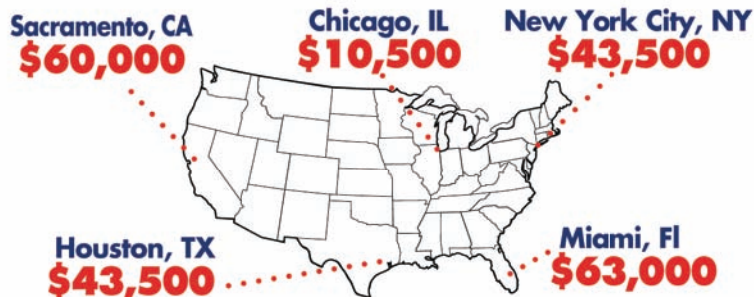 Sacramento, CA
$60,000
Chicago, IL
$10,500
New York City, NY
$43,500
Houston, TX
$43,500
Miami, Fl
$63,000